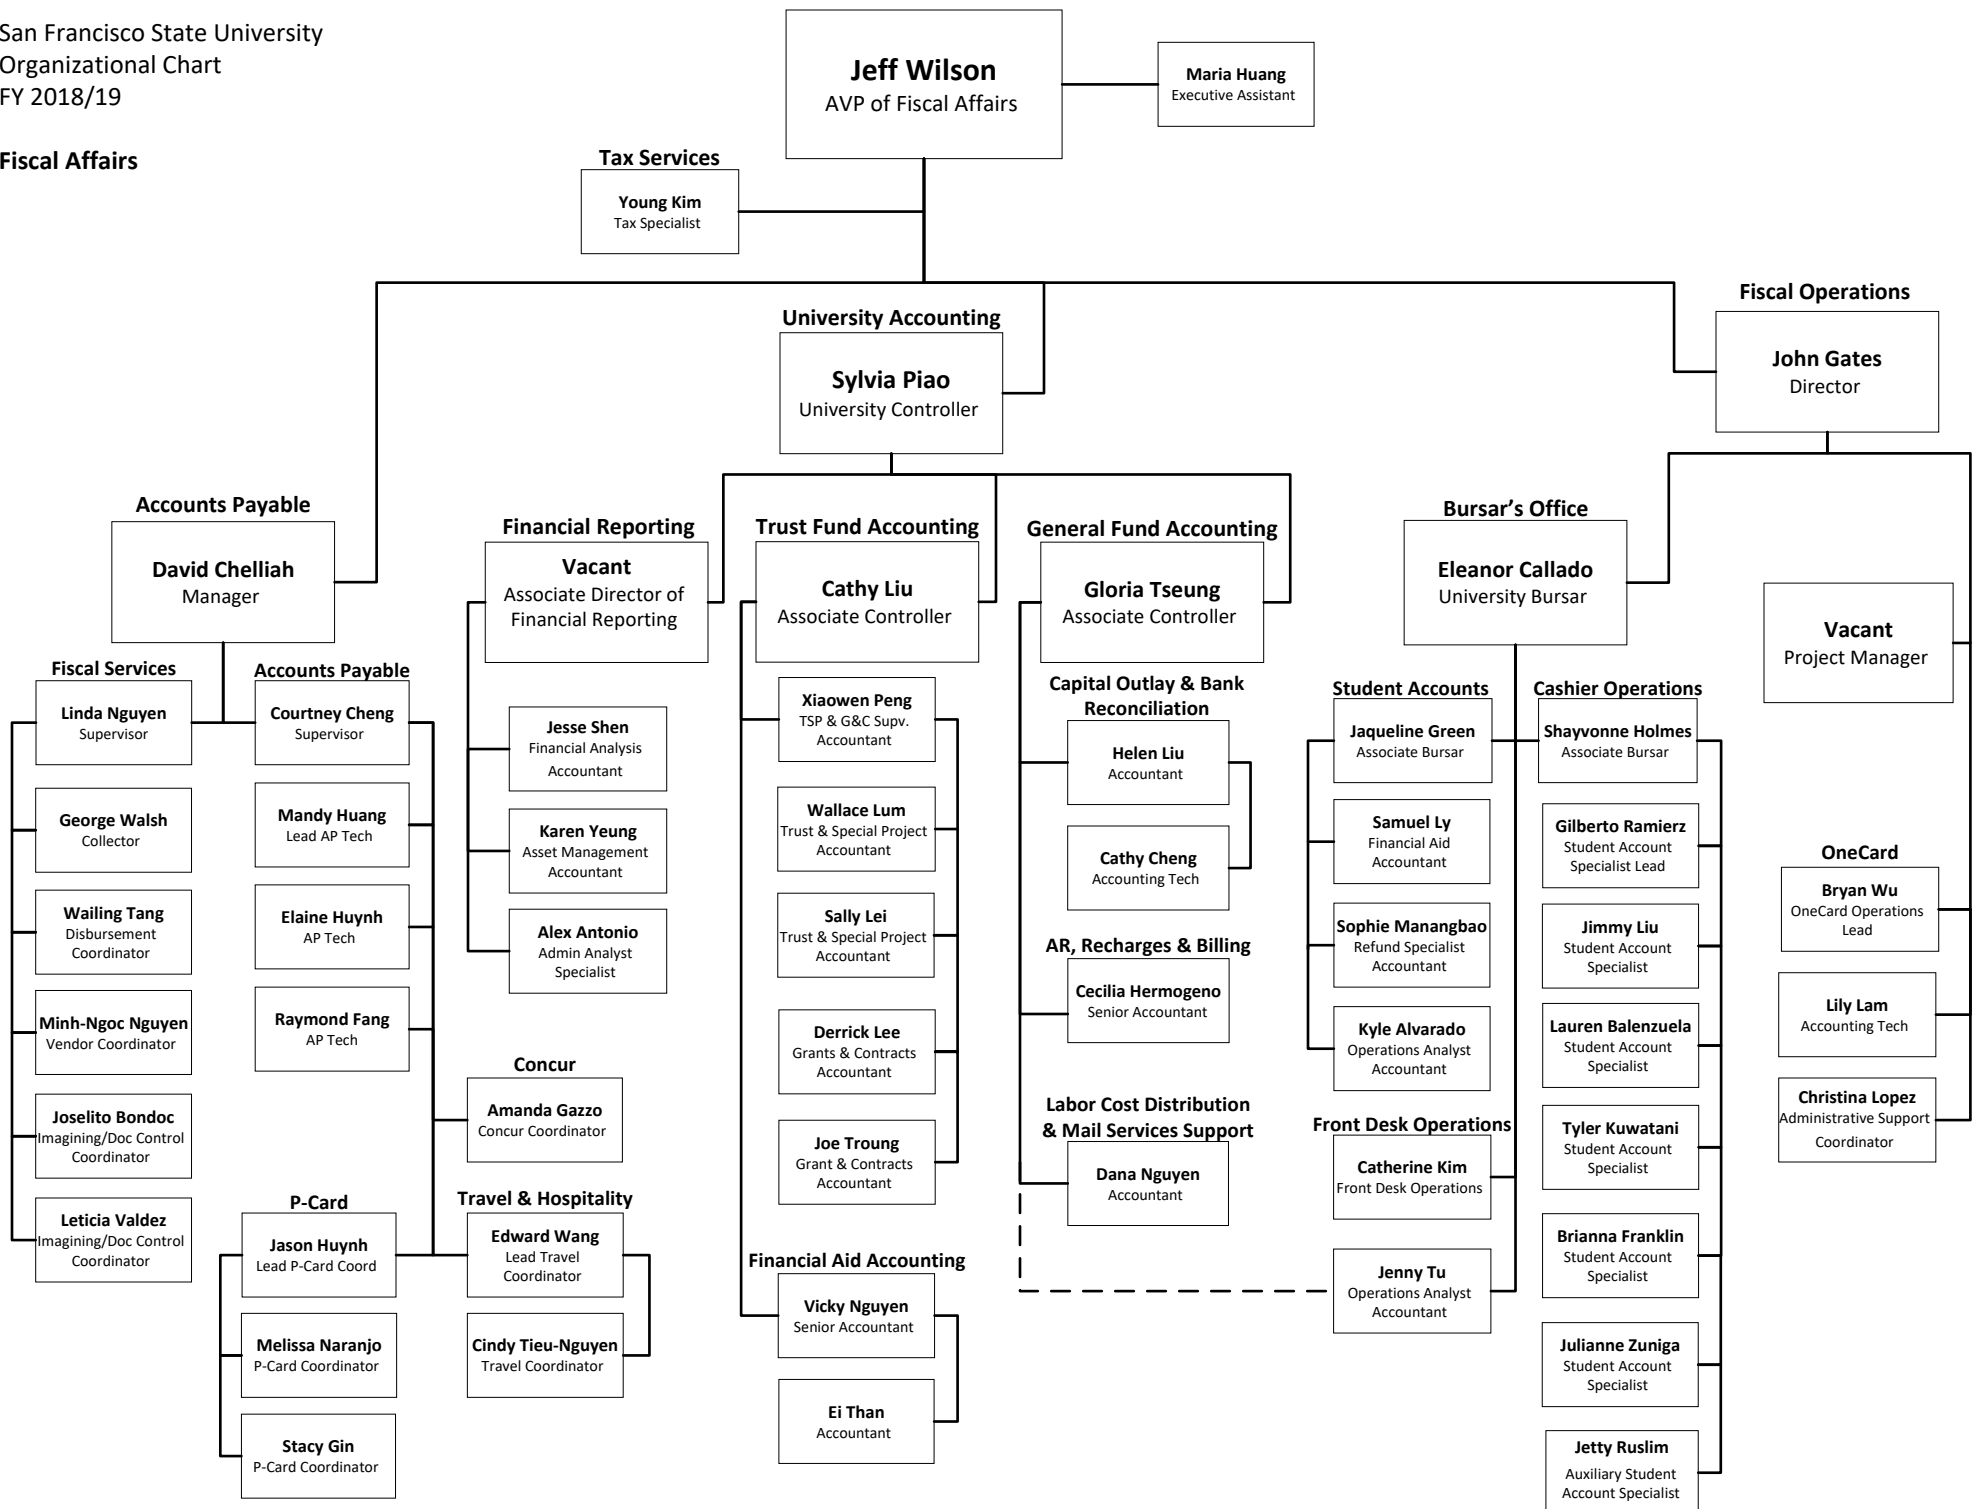 San Francisco State University
Organizational Chart
FY 2018/19
Fiscal Affairs
Jeff Wilson
AVP of Fiscal Affairs
Maria Huang
Executive Assistant
Tax Services
Young Kim
Tax Specialist
University Accounting
Sylvia Piao
University Controller
Fiscal Operations
John Gates
Director
Accounts Payable
David Chelliah
Manager
Fiscal Services
Linda Nguyen
Supervisor
George Walsh
Collector
Wailing Tang
Disbursement
Coordinator
Minh-Ngoc Nguyen
Vendor Coordinator
Joselito Bondoc
Imagining/Doc Control
Coordinator
Leticia Valdez
Imagining/Doc Control
Coordinator
Accounts Payable
Courtney Cheng
Supervisor
Mandy Huang
Lead AP Tech
Elaine Huynh
AP Tech
Raymond Fang
AP Tech
Concur
Amanda Gazzo
Concur Coordinator
P-Card
Jason Huynh
Lead P-Card Coord
Melissa Naranjo
P-Card Coordinator
Stacy Gin
P-Card Coordinator
Travel & Hospitality
Edward Wang
Lead Travel
Coordinator
Cindy Tieu-Nguyen
Travel Coordinator
Financial Reporting
Vacant
Associate Director of
Financial Reporting
Jesse Shen
Financial Analysis
Accountant
Karen Yeung
Asset Management
Accountant
Alex Antonio
Admin Analyst
Specialist
Trust Fund Accounting
Cathy Liu
Associate Controller
Xiaowen Peng
TSP & G&C Supv.
Accountant
Wallace Lum
Trust & Special Project
Accountant
Sally Lei
Trust & Special Project
Accountant
Derrick Lee
Grants & Contracts
Accountant
Joe Troung
Grant & Contracts
Accountant
Financial Aid Accounting
Vicky Nguyen
Senior Accountant
Ei Than
Accountant
General Fund Accounting
Gloria Tseung
Associate Controller
Capital Outlay & Bank
Reconciliation
Helen Liu
Accountant
Cathy Cheng
Accounting Tech
AR, Recharges & Billing
Cecilia Hermogeno
Senior Accountant
Labor Cost Distribution
& Mail Services Support
Dana Nguyen
Accountant
Bursar's Office
Eleanor Callado
University Bursar
Student Accounts
Jaqueline Green
Associate Bursar
Samuel Ly
Financial Aid
Accountant
Sophie Manangbao
Refund Specialist
Accountant
Kyle Alvarado
Operations Analyst
Accountant
Front Desk Operations
Catherine Kim
Front Desk Operations
Jenny Tu
Operations Analyst
Accountant
Cashier Operations
Shayvonne Holmes
Associate Bursar
Gilberto Ramierz
Student Account
Specialist Lead
Jimmy Liu
Student Account
Specialist
Lauren Balenzuela
Student Account
Specialist
Tyler Kuwatani
Student Account
Specialist
Brianna Franklin
Student Account
Specialist
Julianne Zuniga
Student Account
Specialist
Jetty Ruslim
Auxiliary Student
Account Specialist
Vacant
Project Manager
OneCard
Bryan Wu
OneCard Operations
Lead
Lily Lam
Accounting Tech
Christina Lopez
Administrative Support
Coordinator